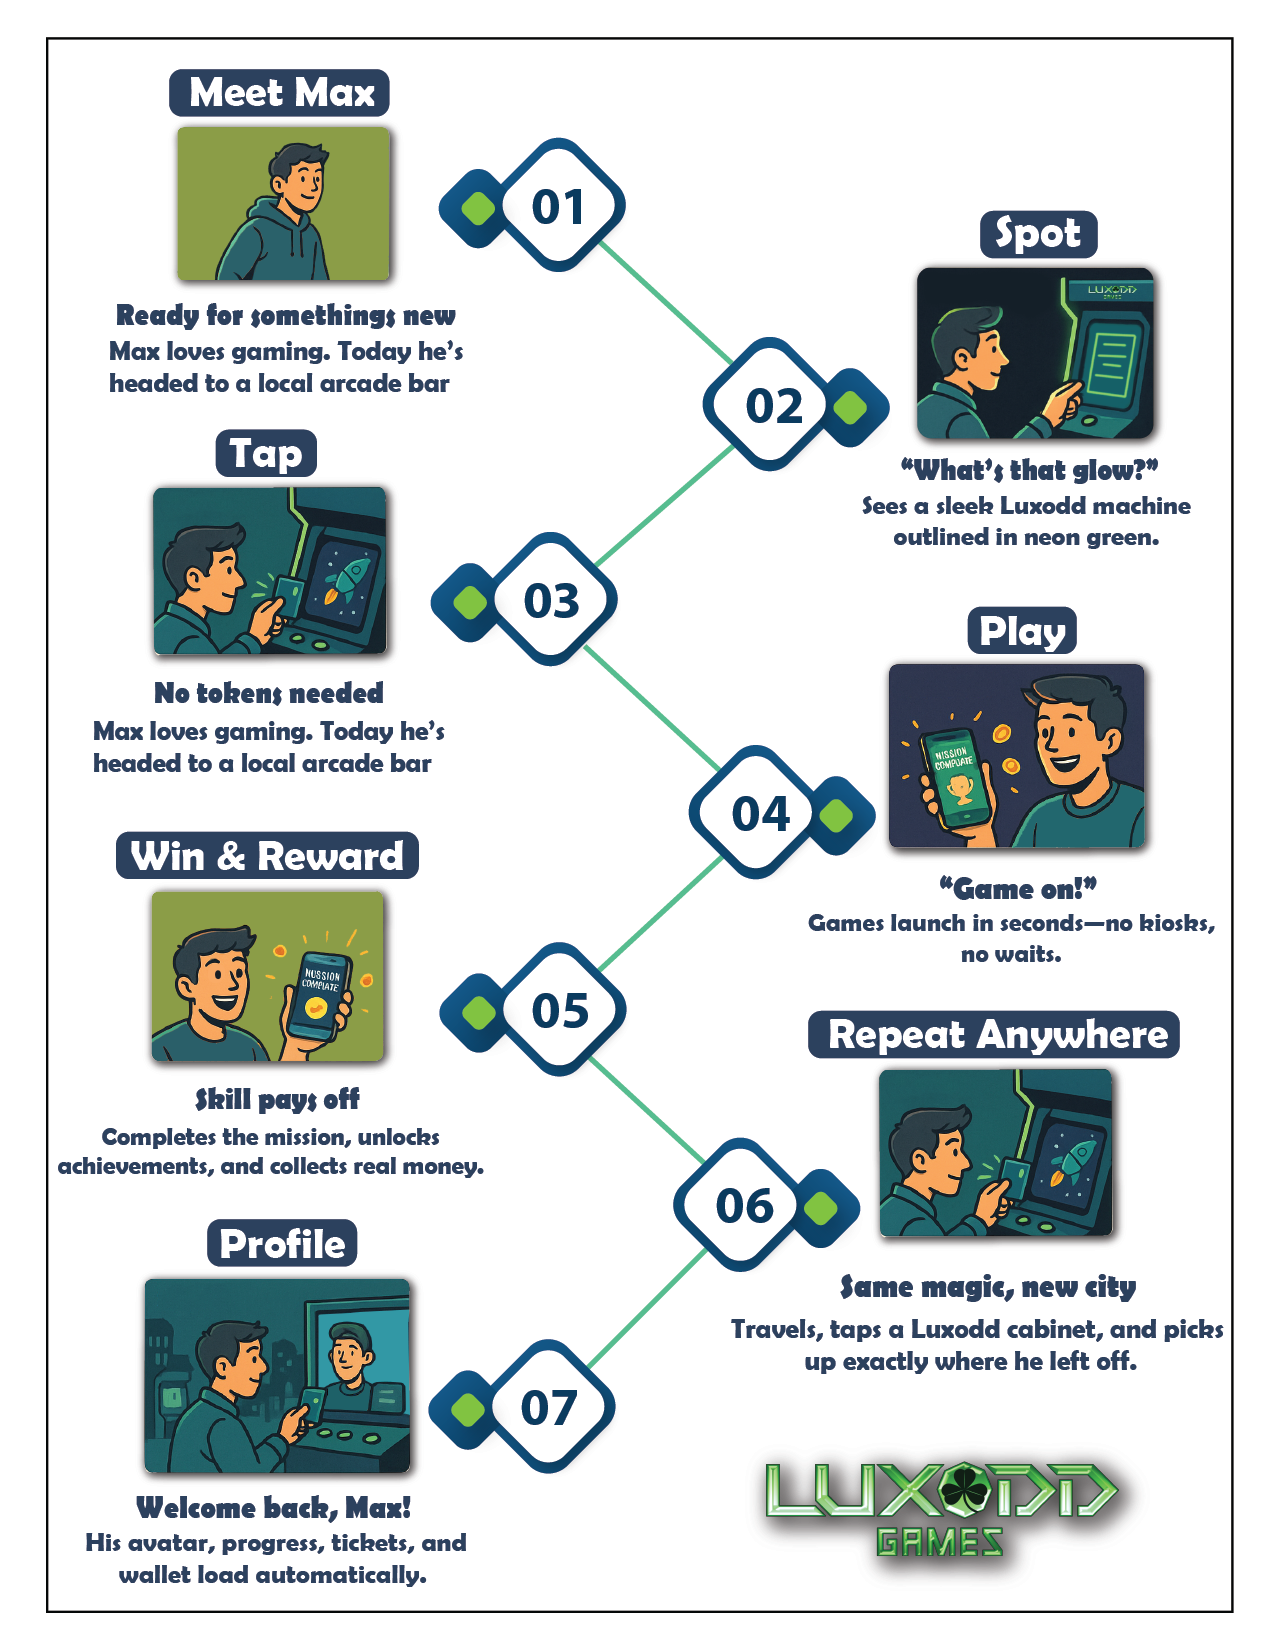 Meet Max
01
Ready for somethings new
Max loves gaming. Today he's
headed to a local arcade bar
Spot
LUXODD
GAMES
02
"What's that glow?"
Sees a sleek Luxodd machine
outlined in neon green.
Tap
03
No tokens needed
Max loves gaming. Today he's
headed to a local arcade bar
Play
MISSION
COMPUATE
04
"Game on!"
Games launch in seconds—no kiosks,
no waits.
Win & Reward
NUSSION
COMPLATE
05
Skill pays off
Completes the mission, unlocks
achievements, and collects real money.
Repeat Anywhere
06
Same magic, new city
Travels, taps a Luxodd cabinet, and picks
up exactly where he left off.
Profile
07
Welcome back, Max!
His avatar, progress, tickets, and
wallet load automatically.
LUXODD
GAMES